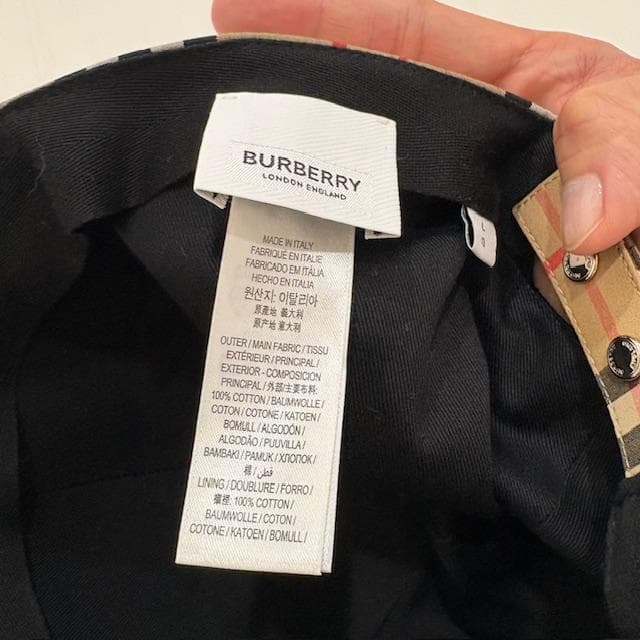 BURBERRY
LONDON ENGLAND
L
MADE IN ITALY
FABRIQUÉ EN ITALIE
FABRICADO EM ITÁLIA
HECHO EN ITALIA
원산지: 이탈리아
原產地 義大利
原产地 意大利
OUTER / MAIN FABRIC / TISSU
EXTÉRIEUR / PRINCIPAL /
EXTERIOR - COMPOSICIÓN
PRINCIPAL / 外部/主要布料:
100% COTTON / BAUMWOLLE /
COTON / COTONE / KATOEN /
BOMULL / ALGODÓN /
ALGODÃO / PUUVILLA /
BAMBAKI / PAMUK / ХЛОПОК /
棉 / قطن /
LINING / DOUBLURE / FORRO /
襯裡: 100% COTTON /
BAUMWOLLE / COTON /
COTONE / KATOEN / BOMULL /